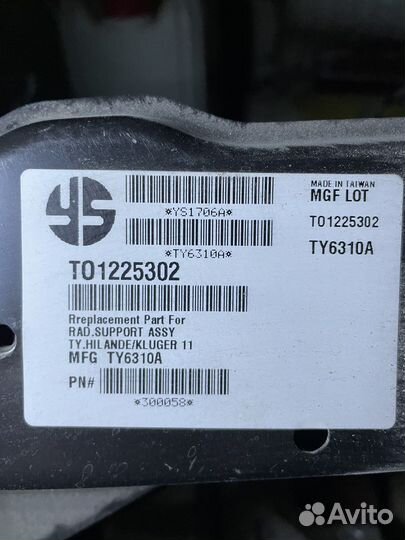 YS
*YS1706A*
*TY6310A*
TO1225302
Rreplacement Part For
RAD.SUPPORT ASSY
TY.HILANDE/KLUGER 11
MFG TY6310A
PN#
*300058*
MADE IN TAIWAN
MGF LOT
TO1225302
TY6310A
Avito